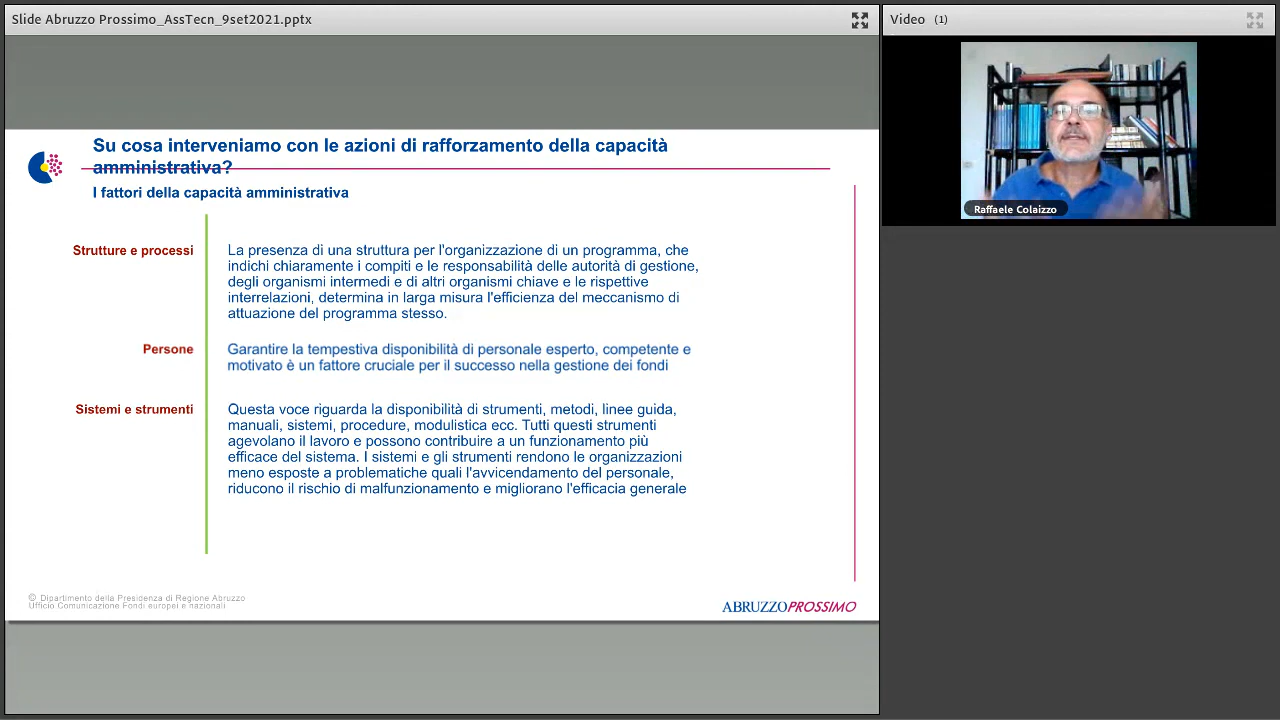 Slide Abruzzo Prossimo_AssTecn_9set2021.pptx
Video (1)
Raffaele Colaizzo
Su cosa interveniamo con le azioni di rafforzamento della capacità
amministrativa?
I fattori della capacità amministrativa
Strutture e processi
La presenza di una struttura per l'organizzazione di un programma, che
indichi chiaramente i compiti e le responsabilità delle autorità di gestione,
degli organismi intermedi e di altri organismi chiave e le rispettive
interrelazioni, determina in larga misura l'efficienza del meccanismo di
attuazione del programma stesso.
Persone
Garantire la tempestiva disponibilità di personale esperto, competente e
motivato è un fattore cruciale per il successo nella gestione dei fondi
Sistemi e strumenti
Questa voce riguarda la disponibilità di strumenti, metodi, linee guida,
manuali, sistemi, procedure, modulistica ecc. Tutti questi strumenti
agevolano il lavoro e possono contribuire a un funzionamento più
efficace del sistema. I sistemi e gli strumenti rendono le organizzazioni
meno esposte a problematiche quali l'avvicendamento del personale,
riducono il rischio di malfunzionamento e migliorano l'efficacia generale
© Dipartimento della Presidenza di Regione Abruzzo
Ufficio Comunicazione Fondi europei e nazionali
ABRUZZOPROSSIMO